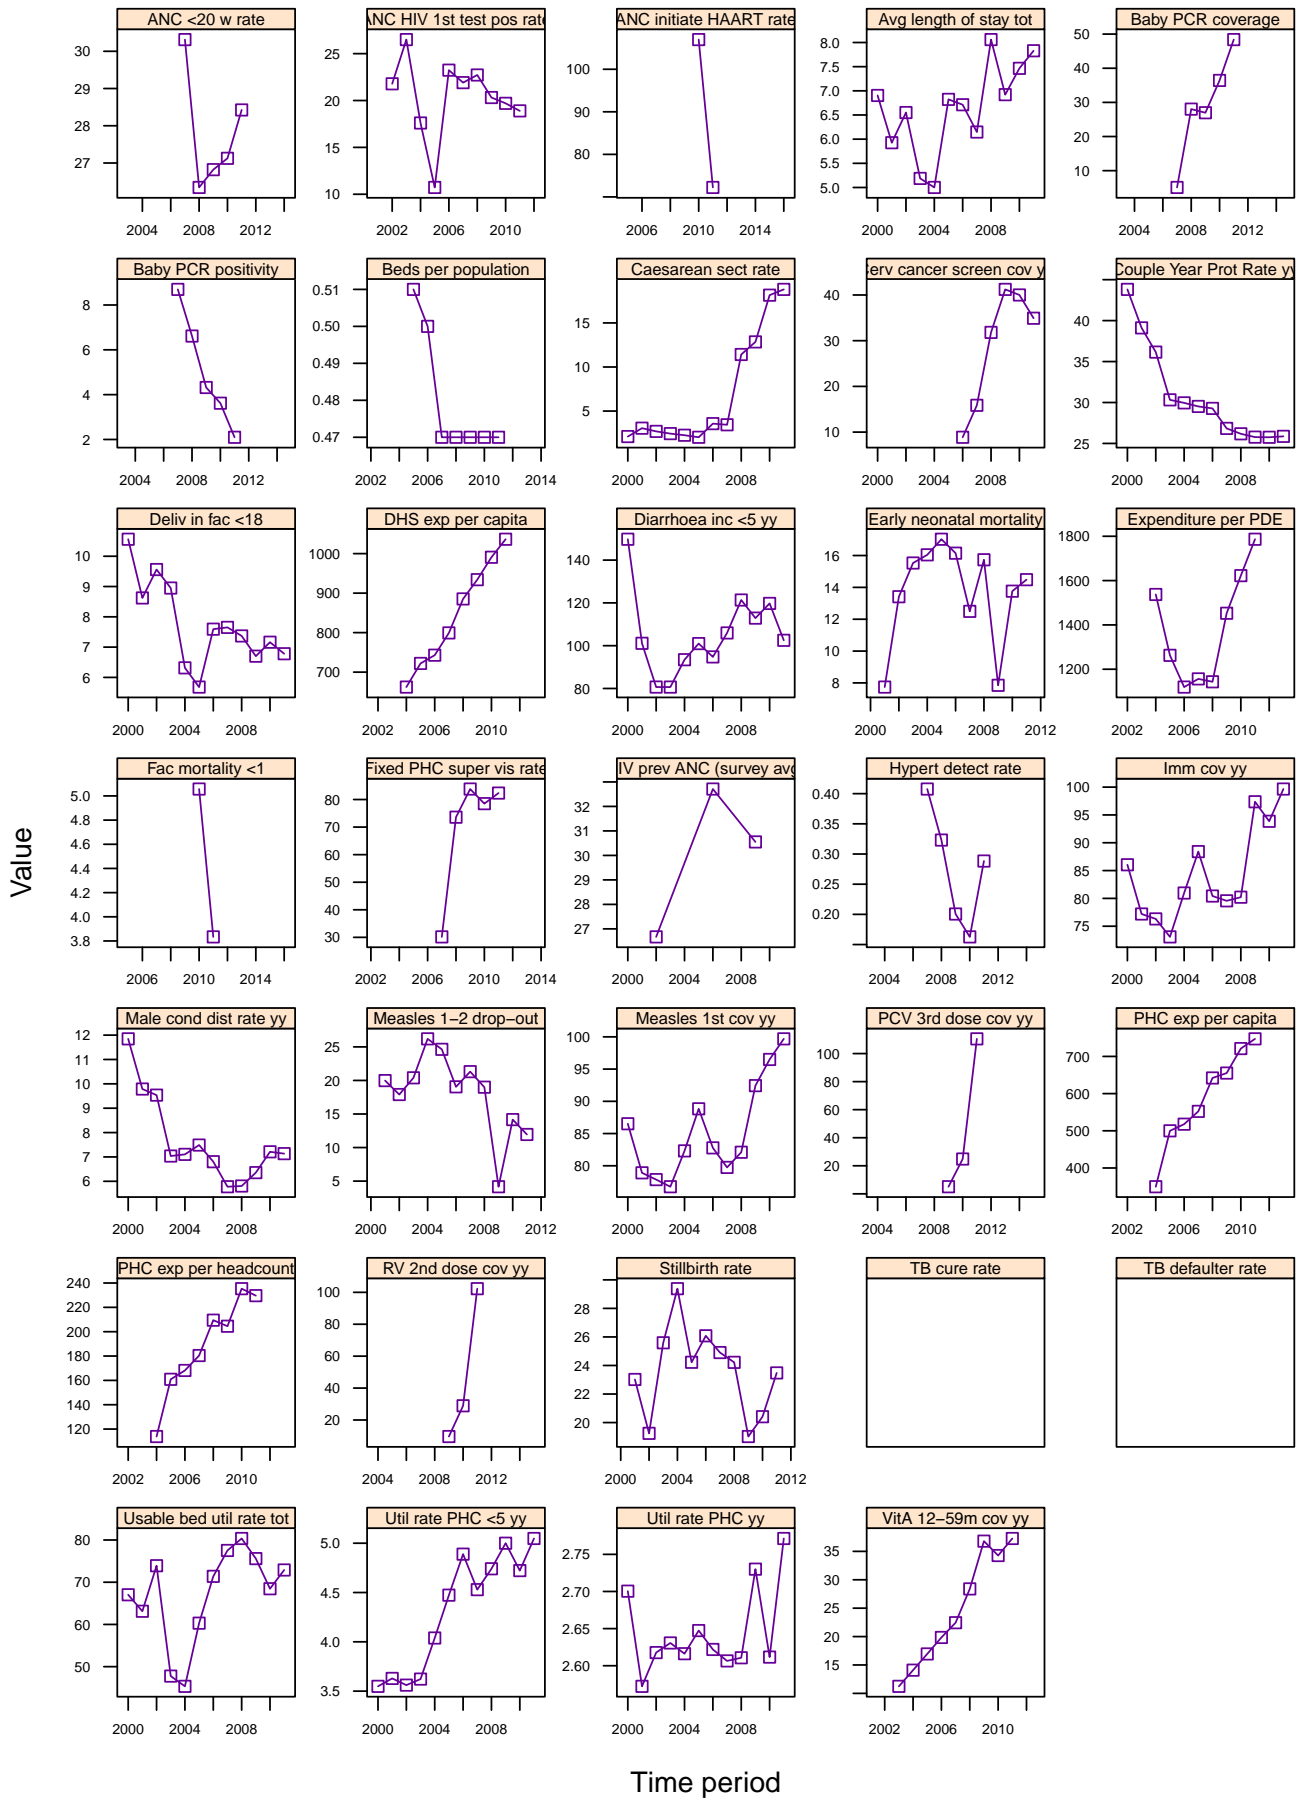 ANC <20 w rate
ANC HIV 1st test pos rate
ANC initiate HAART rate
Avg length of stay tot
Baby PCR coverage
30
28
28
27
2004 2008 2012
25
20
15
10
2002 2006 2010
100
90
80
2006 2010 2014
8.0
7.5
7.0
6.5
6.0
5.5
5.0
2000 2004 2008
50
40
30
20
10
2004 2008 2012
Baby PCR positivity
Beds per population
Caesarean sect rate
erv cancer screen cov y
Couple Year Prot Rate yy
8
6
4
2
2004 2008 2012
0.51
0.50
0.49
0.48
0.47
2002 2006 2010 2014
15
10
5
2000 2004 2008
40
30
20
10
2000 2004 2008
40
35
30
25
2000 2004 2008
Deliv in fac <18
DHS exp per capita
Diarrhoea inc <5 yy
Early neonatal mortality
Expenditure per PDE
10
9
8
7
6
2000 2004 2008
1000
900
800
700
2002 2006 2010
140
120
100
80
2000 2004 2008
16
14
12
10
8
2000 2004 2008 2012
1800
1600
1400
1200
2002 2006 2010
Value
Fac mortality <1
Fixed PHC super vis rate
IV prev ANC (survey avg
Hypert detect rate
Imm cov yy
5.0
4.8
4.6
4.4
4.2
4.0
3.8
2006 2010 2014
80
70
60
50
40
30
2002 2006 2010 2014
32
31
30
29
28
27
2000 2004 2008
0.40
0.35
0.30
0.25
0.20
2004 2008 2012
100
95
90
85
80
75
2000 2004 2008
Male cond dist rate yy
Measles 1−2 drop−out
Measles 1st cov yy
PCV 3rd dose cov yy
PHC exp per capita
12
11
10
9
8
7
6
2000 2004 2008
25
20
15
10
5
2000 2004 2008 2012
100
95
90
85
80
2000 2004 2008
100
80
60
40
20
2004 2008 2012
700
600
500
400
2002 2006 2010
PHC exp per headcount
RV 2nd dose cov yy
Stillbirth rate
TB cure rate
TB defaulter rate
240
220
200
180
160
140
120
2002 2006 2010
100
80
60
40
20
2004 2008 2012
28
26
24
22
20
2000 2004 2008 2012
Usable bed util rate tot
Util rate PHC <5 yy
Util rate PHC yy
VitA 12−59m cov yy
80
70
60
50
2000 2004 2008
5.0
4.5
4.0
3.5
2000 2004 2008
2.75
2.70
2.65
2.60
2000 2004 2008
35
30
25
20
15
2002 2006 2010
Time period